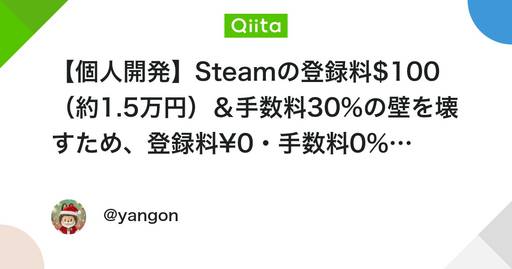 Qiita
【個人開発】Steamの登録料$100
（約1.5万円）＆手数料30%の壁を壊
すため、登録料¥0・手数料0%…
@yangon